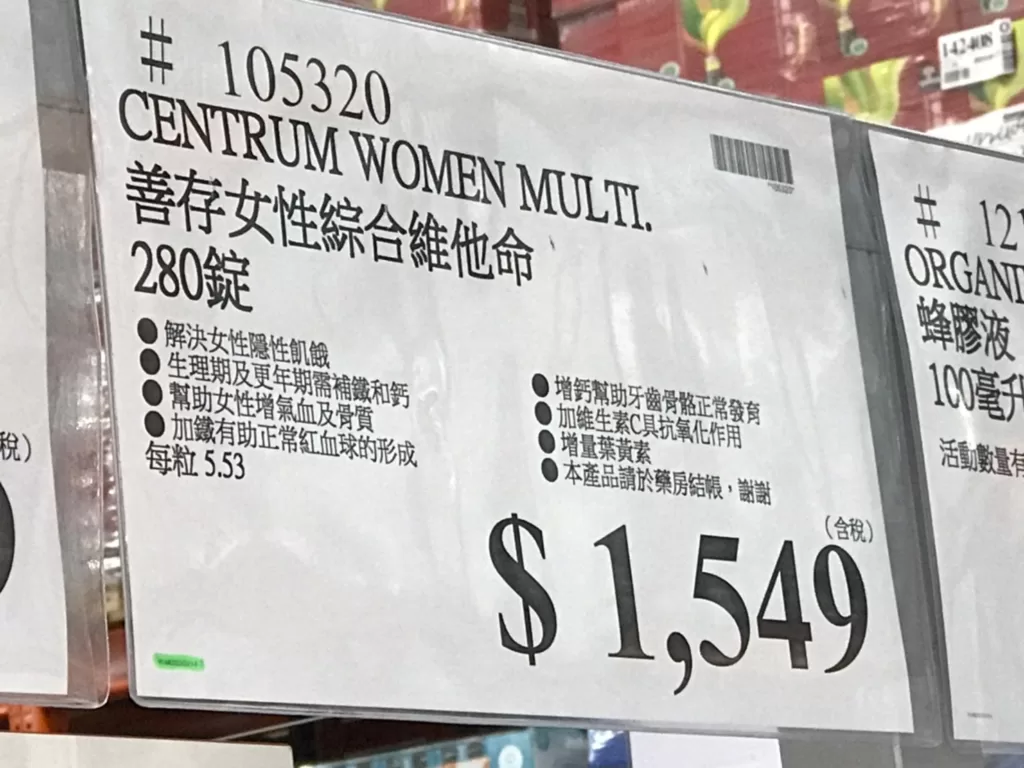 # 105320
CENTRUM WOMEN MULTI.
善存女性綜合維他命
280錠
● 解決女性隱性飢餓
● 生理期及更年期需補鐵和鈣
● 幫助女性增氣血及骨質
● 加鐵有助正常紅血球的形成
每粒 5.53
● 增鈣幫助牙齒骨骼正常發育
● 加維生素C具抗氧化作用
● 增量葉黃素
● 本產品請於藥房結帳，謝謝
(含稅)
$ 1,549
稅)
# 121
ORGANI
蜂膠液
100毫升
活動數量有